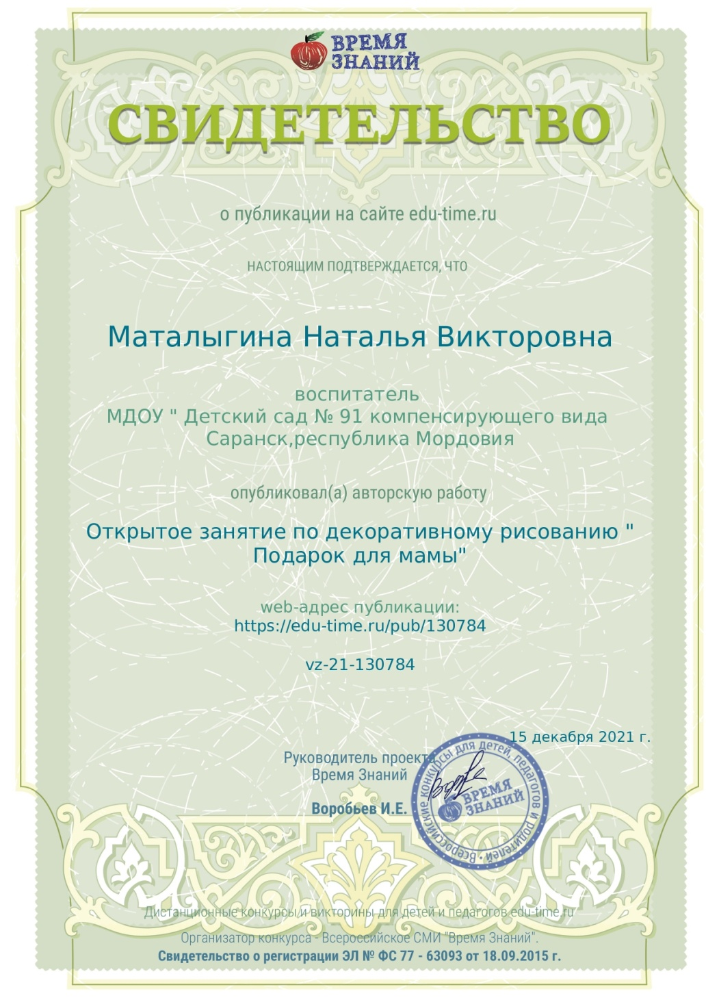 ВРЕМЯ
ЗНАНИЙ
СВИДЕТЕЛЬСТВО
о публикации на сайте edu-time.ru
НАСТОЯЩИМ ПОДТВЕРЖДАЕТСЯ, ЧТО
Маталыгина Наталья Викторовна
воспитатель
МДОУ " Детский сад № 91 компенсирующего вида
Саранск,республика Мордовия
опубликовал(а) авторскую работу
Открытое занятие по декоративному рисованию "
Подарок для мамы"
web-адрес публикации:
https://edu-time.ru/pub/130784
vz-21-130784
15 декабря 2021 г.
Руководитель проекта
Время Знаний
Воробьев И.Е.
Всероссийские конкурсы для детей, педагогов и родителей •
ВРЕМЯ
ЗНАНИЙ
Дистанционные конкурсы и викторины для детей и педагогов edu-time.ru
Организатор конкурса - Всероссийское СМИ "Время Знаний".
Свидетельство о регистрации ЭЛ № ФС 77 - 63093 от 18.09.2015 г.